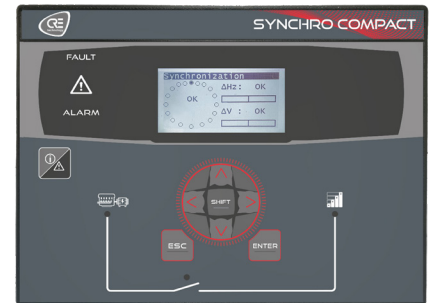 CRE
SYNCHRO COMPACT
FAULT
ALARM
Synchronization
OK
ΔHz: OK
ΔV : OK
SHIFT
ESC
ENTER